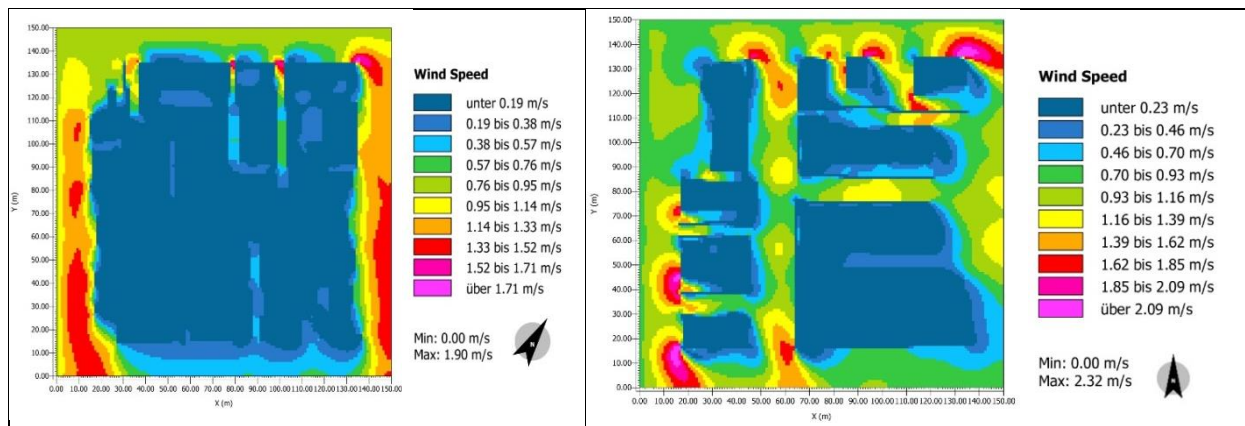 Wind Speed
unter 0.19 m/s
0.19 bis 0.38 m/s
0.38 bis 0.57 m/s
0.57 bis 0.76 m/s
0.76 bis 0.95 m/s
0.95 bis 1.14 m/s
1.14 bis 1.33 m/s
1.33 bis 1.52 m/s
1.52 bis 1.71 m/s
über 1.71 m/s
Min: 0.00 m/s
Max: 1.90 m/s
N
150.00
140.00
130.00
120.00
110.00
100.00
90.00
80.00
70.00
60.00
50.00
40.00
30.00
20.00
10.00
0.00
Y (m)
0.00 10.00 20.00 30.00 40.00 50.00 60.00 70.00 80.00 90.00 100.00 110.00 120.00 130.00 140.00 150.00
X (m)
Wind Speed
unter 0.23 m/s
0.23 bis 0.46 m/s
0.46 bis 0.70 m/s
0.70 bis 0.93 m/s
0.93 bis 1.16 m/s
1.16 bis 1.39 m/s
1.39 bis 1.62 m/s
1.62 bis 1.85 m/s
1.85 bis 2.09 m/s
über 2.09 m/s
Min: 0.00 m/s
Max: 2.32 m/s
N
150.00
140.00
130.00
120.00
110.00
100.00
90.00
80.00
70.00
60.00
50.00
40.00
30.00
20.00
10.00
0.00
Y (m)
0.00 10.00 20.00 30.00 40.00 50.00 60.00 70.00 80.00 90.00 100.00 110.00 120.00 130.00 140.00 150.00
X (m)